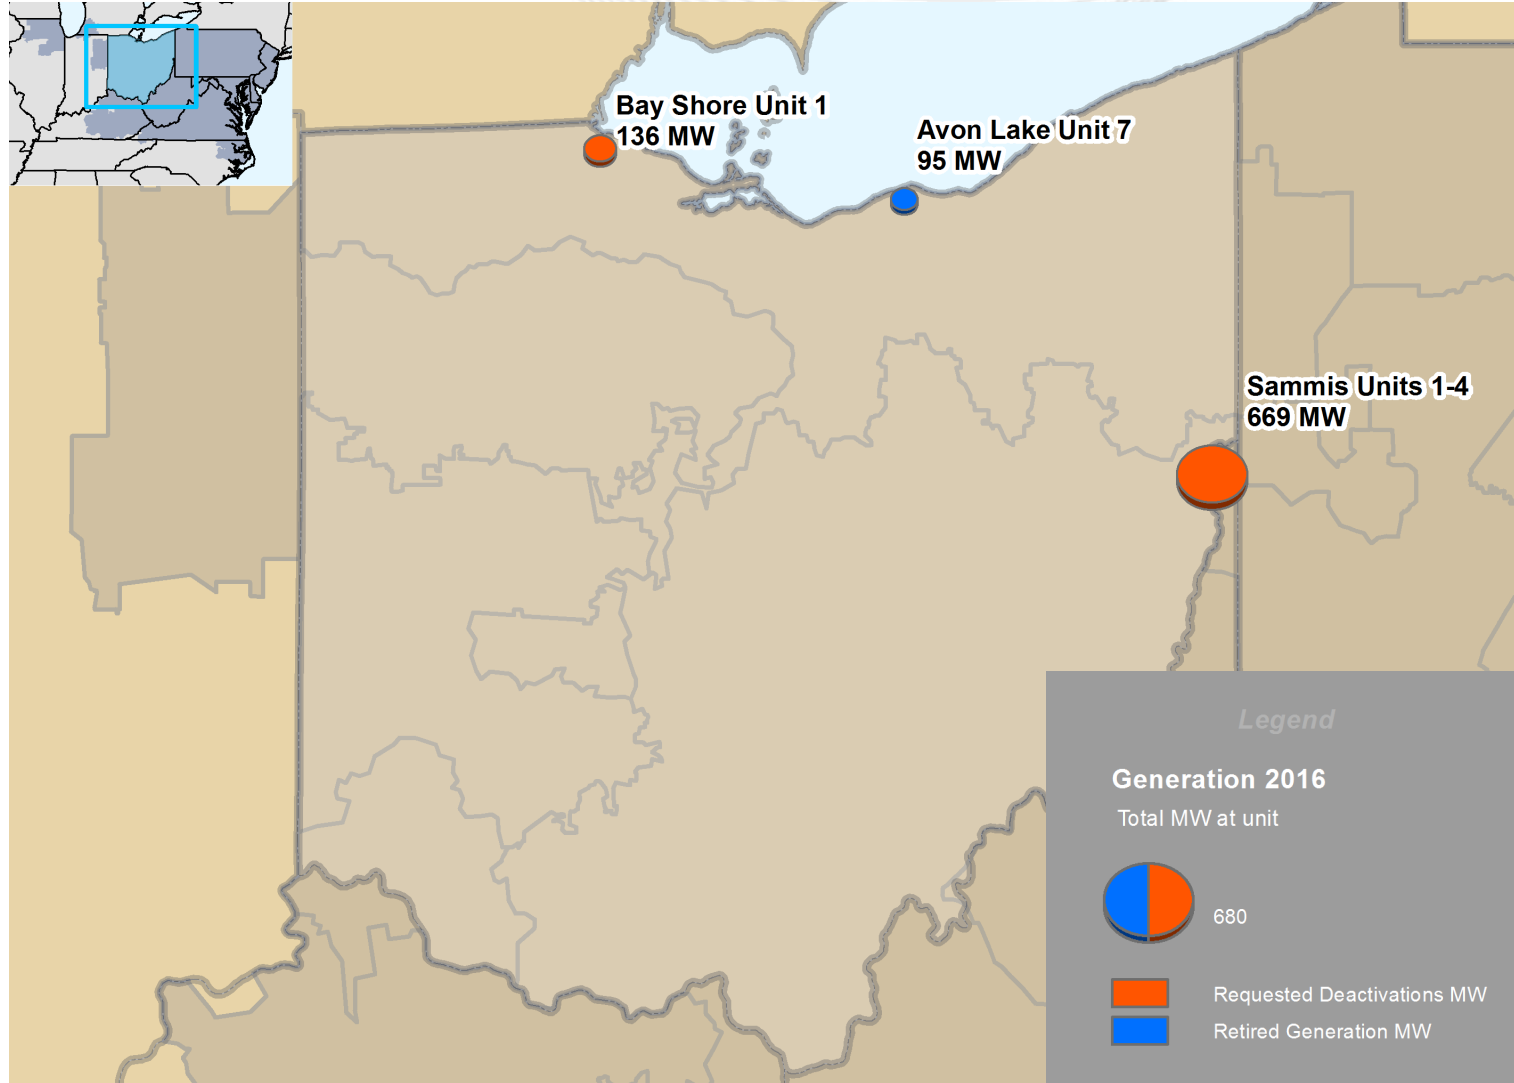 Bay Shore Unit 1
136 MW
Avon Lake Unit 7
95 MW
Sammis Units 1-4
669 MW
Legend
Generation 2016
Total MW at unit
680
Requested Deactivations MW
Retired Generation MW